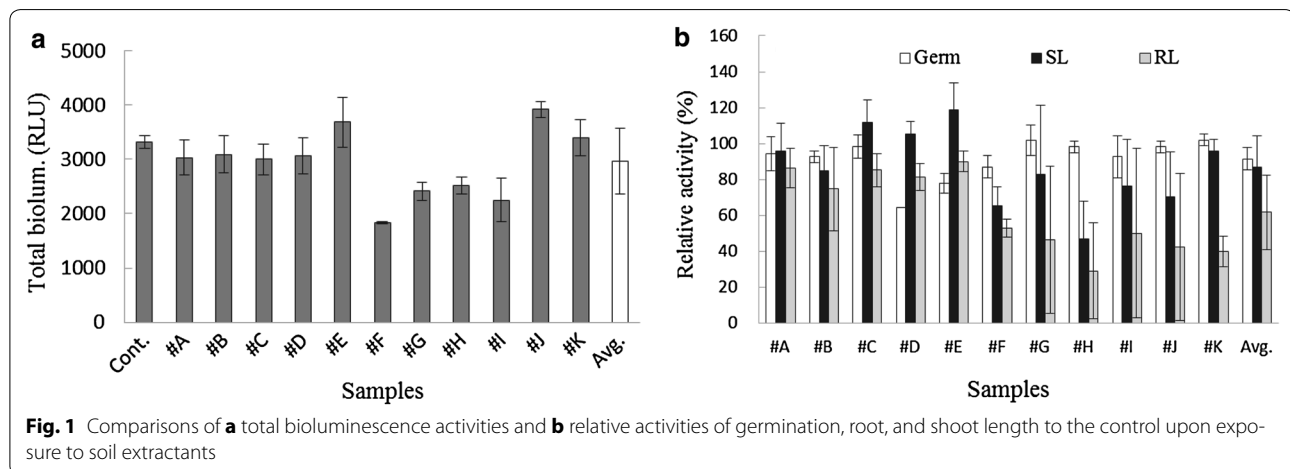 a
5000
4000
3000
2000
1000
0
Total biolum. (RLU)
Cont. #A #B #C #D #E #F #G #H #I #J #K Avg.
Samples
b
160
140
120
100
80
60
40
20
0
Relative activity (%)
Germ SL RL
#A #B #C #D #E #F #G #H #I #J #K Avg.
Samples
Fig. 1 Comparisons of a total bioluminescence activities and b relative activities of germination, root, and shoot length to the control upon expo-
sure to soil extractants